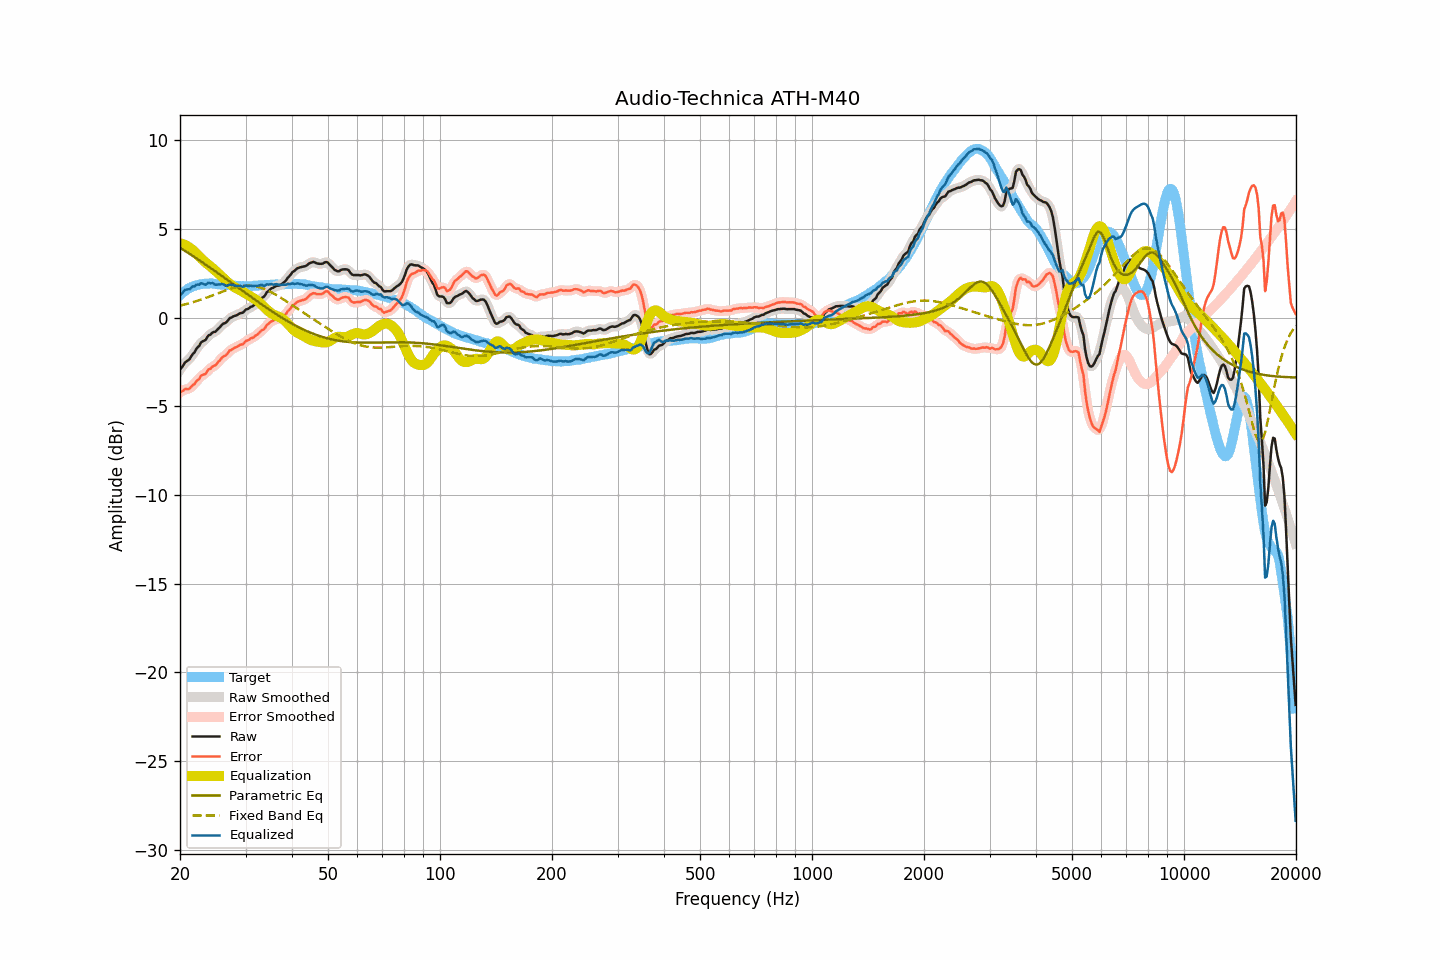 Audio-Technica ATH-M40
Amplitude (dBr)
10
5
0
−5
−10
−15
−20
−25
−30
Target
Raw Smoothed
Error Smoothed
Raw
Error
Equalization
Parametric Eq
Fixed Band Eq
Equalized
20 50 100 200 500 1000 2000 5000 10000 20000
Frequency (Hz)